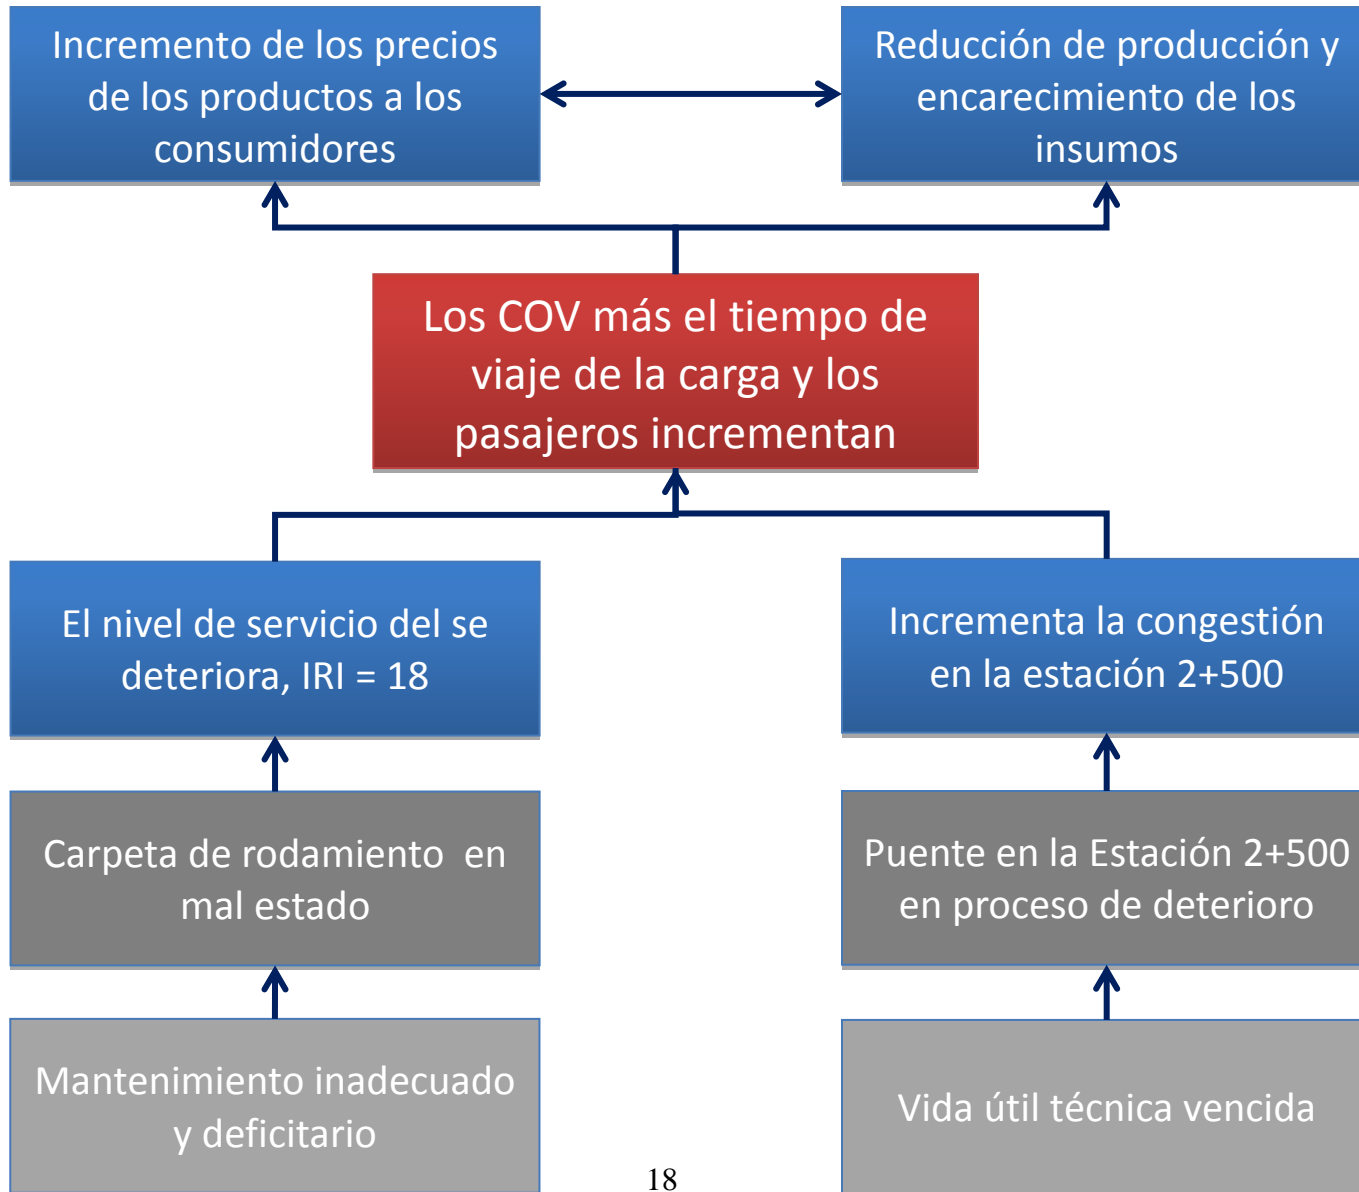 Incremento de los precios
de los productos a los
consumidores
Reducción de producción y
encarecimiento de los
insumos
Los COV más el tiempo de
viaje de la carga y los
pasajeros incrementan
El nivel de servicio del se
deteriora, IRI = 18
Incrementa la congestión
en la estación 2+500
Carpeta de rodamiento  en
mal estado
Puente en la Estación 2+500
en proceso de deterioro
Mantenimiento inadecuado
y deficitario
Vida útil técnica vencida
18